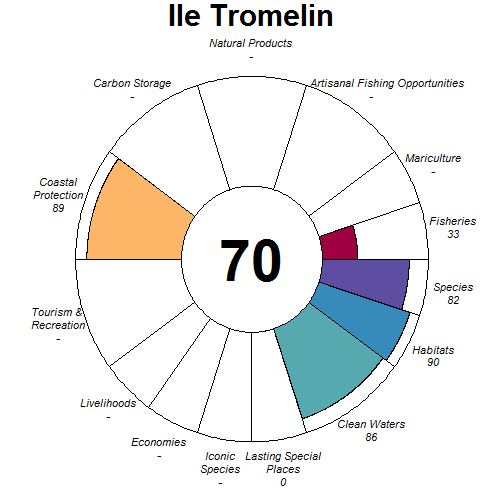 Ile Tromelin
Natural Products
-
Carbon Storage
-
Artisanal Fishing Opportunities
-
Mariculture
-
Coastal
Protection
89
Fisheries
33
70
Species
82
Tourism &
Recreation
-
Habitats
90
Livelihoods
-
Clean Waters
86
Economies
-
Iconic
Species
-
Lasting Special
Places
0